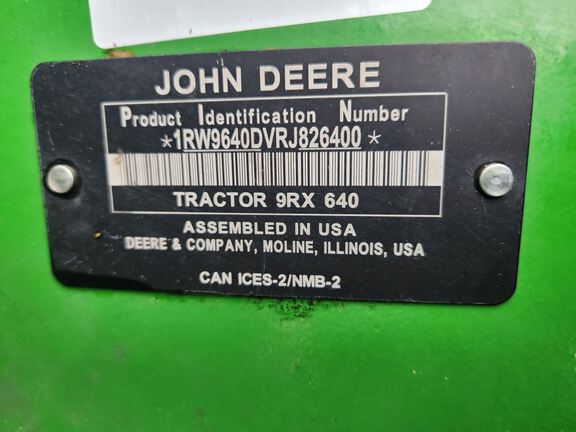 JOHN DEERE
Product Identification Number
*1RW9640DVRJ826400*
TRACTOR 9RX 640
ASSEMBLED IN USA
DEERE & COMPANY, MOLINE, ILLINOIS, USA
CAN ICES-2/NMB-2